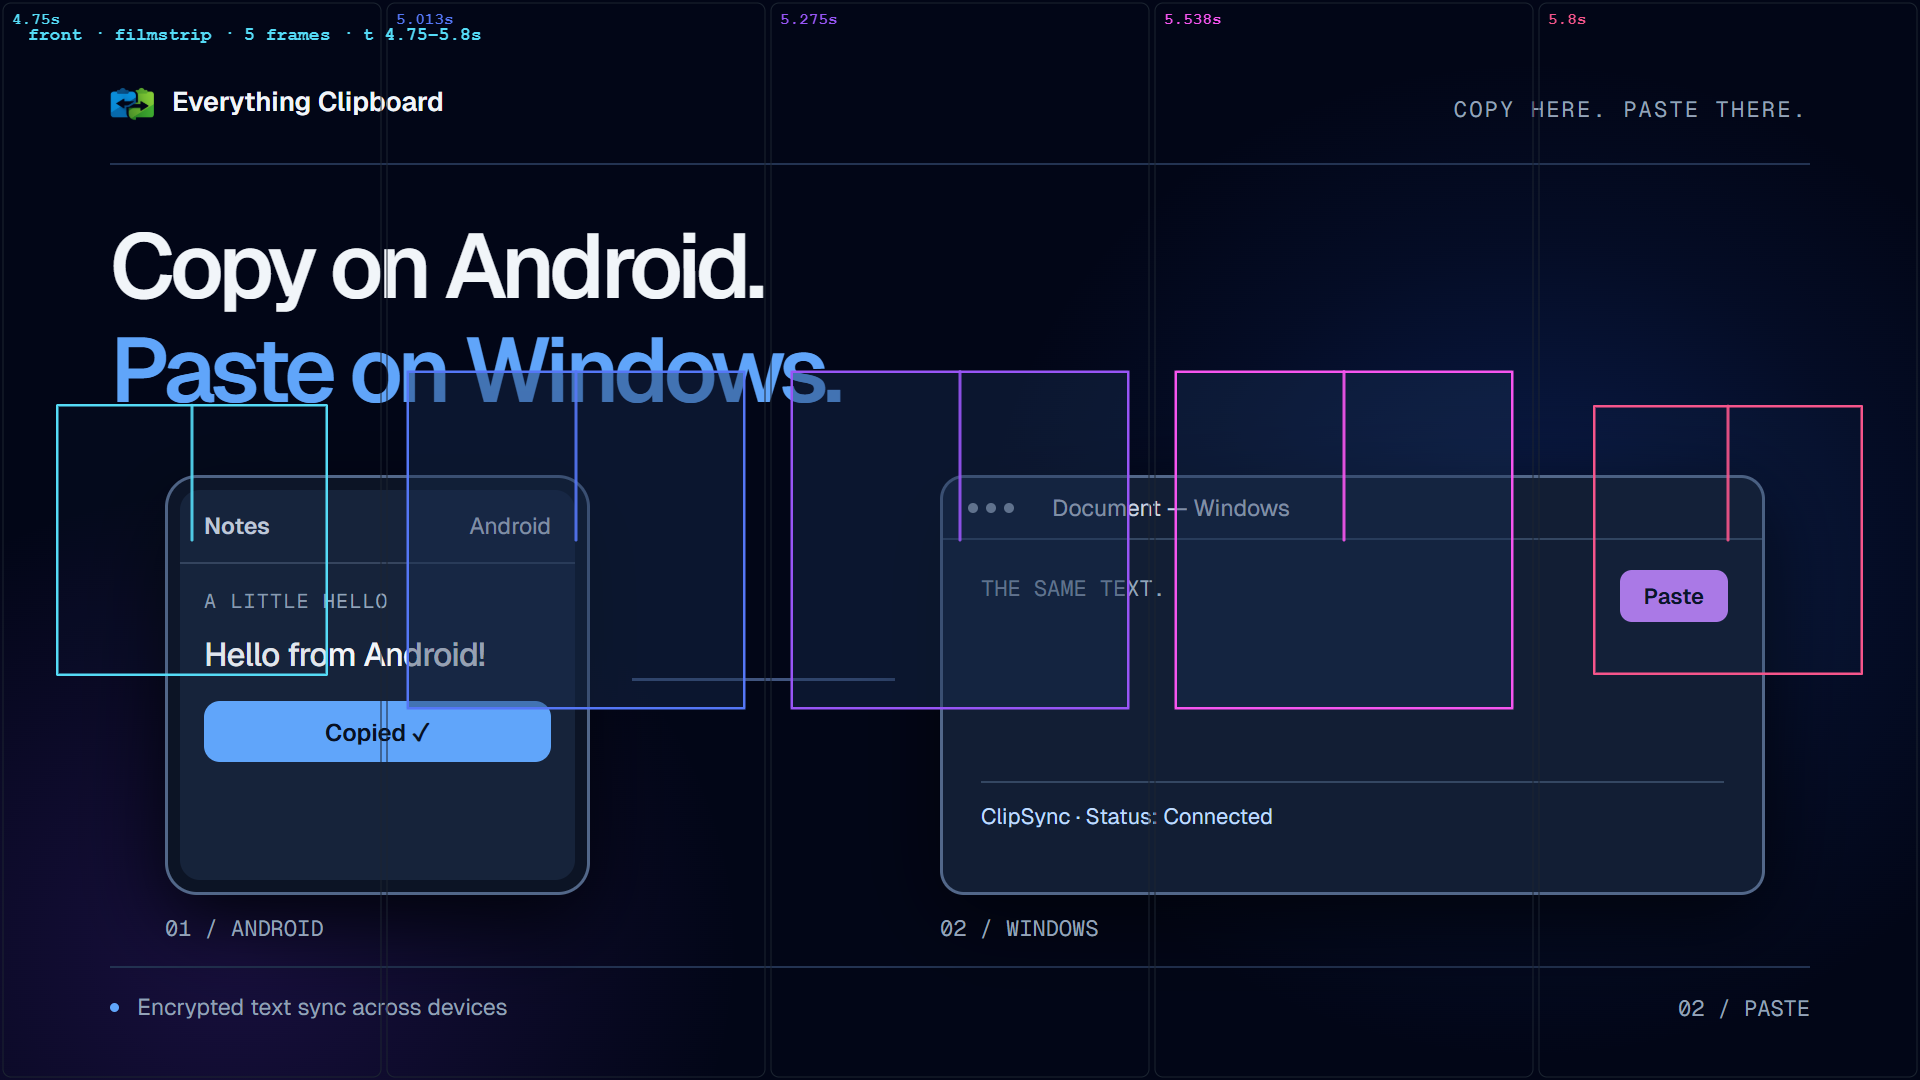 4.75s
5.013s
5.275s
5.538s
5.8s
front · filmstrip · 5 frames · t 4.75–5.8s
Everything Clipboard
COPY HERE. PASTE THERE.
Copy on Android.
Paste on Windows.
Notes
Android
A LITTLE HELLO
Hello from Android!
Copied ✓
Document — Windows
THE SAME TEXT.
Paste
ClipSync · Status: Connected
01 / ANDROID
02 / WINDOWS
Encrypted text sync across devices
02 / PASTE